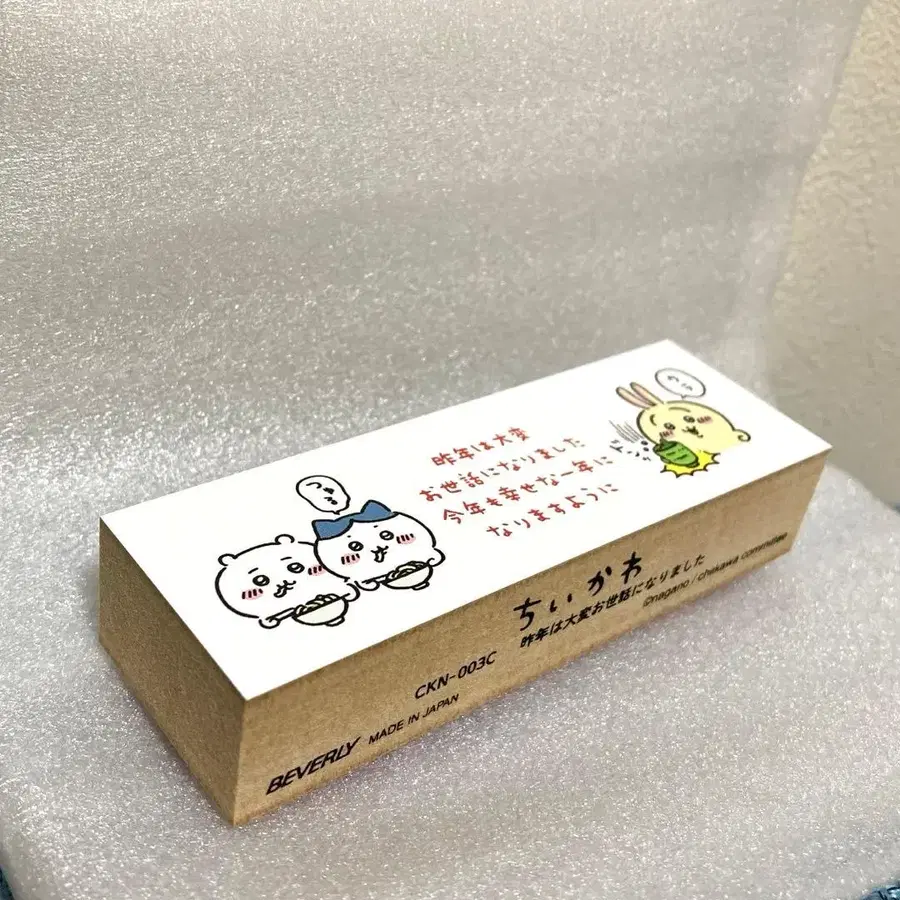 つゅる
昨年は大変
お世話になりました
今年も幸せな一年に
なりますように
ちいかわ
昨年は大変お世話になりました
©nagano / chiikawa committee
CKN-003C
BEVERLY MADE IN JAPAN